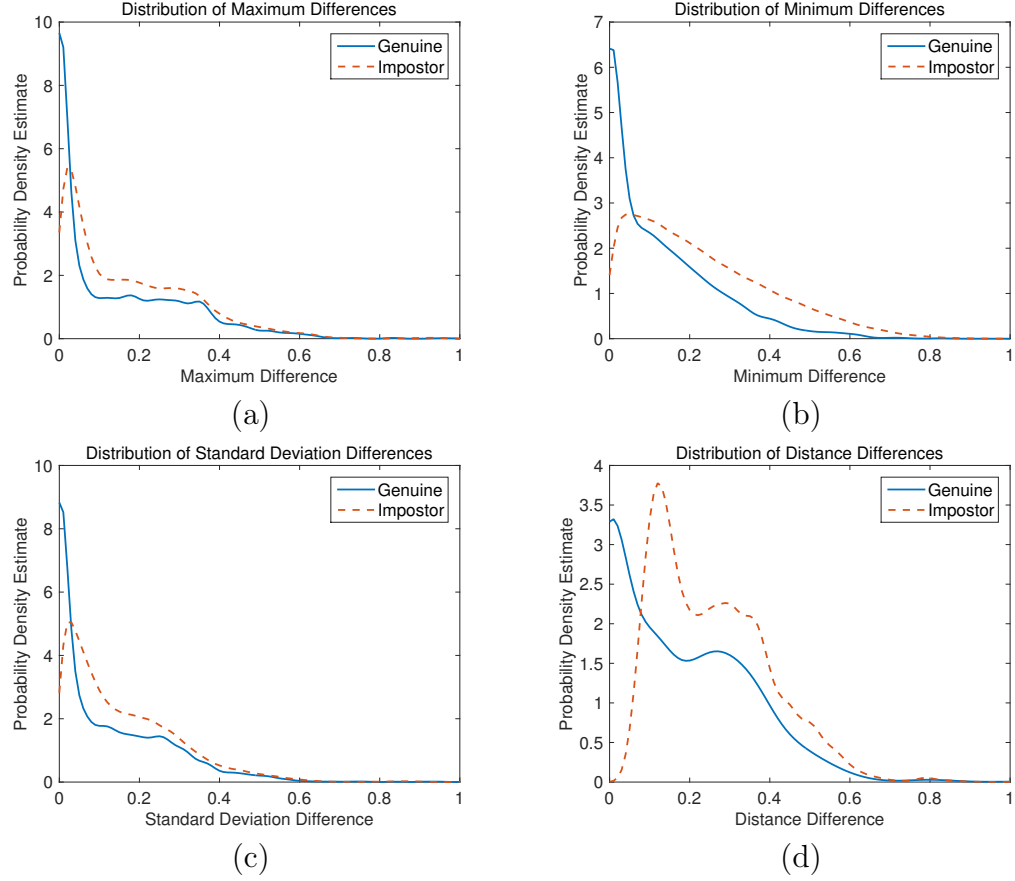 Distribution of Maximum Differences
10
8
6
4
2
0
Probability Density Estimate
Genuine
Impostor
0 0.2 0.4 0.6 0.8 1
Maximum Difference
(a)
Distribution of Minimum Differences
7
6
5
4
3
2
1
0
Probability Density Estimate
Genuine
Impostor
0 0.2 0.4 0.6 0.8 1
Minimum Difference
(b)
Distribution of Standard Deviation Differences
10
8
6
4
2
0
Probability Density Estimate
Genuine
Impostor
0 0.2 0.4 0.6 0.8 1
Standard Deviation Difference
(c)
Distribution of Distance Differences
4
3.5
3
2.5
2
1.5
1
0.5
0
Probability Density Estimate
Genuine
Impostor
0 0.2 0.4 0.6 0.8 1
Distance Difference
(d)